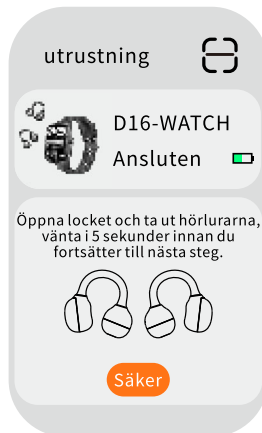 utrustning
D16-WATCH
Ansluten
Öppna locket och ta ut hörlurarna,
vänta i 5 sekunder innan du
fortsätter till nästa steg.
Säker